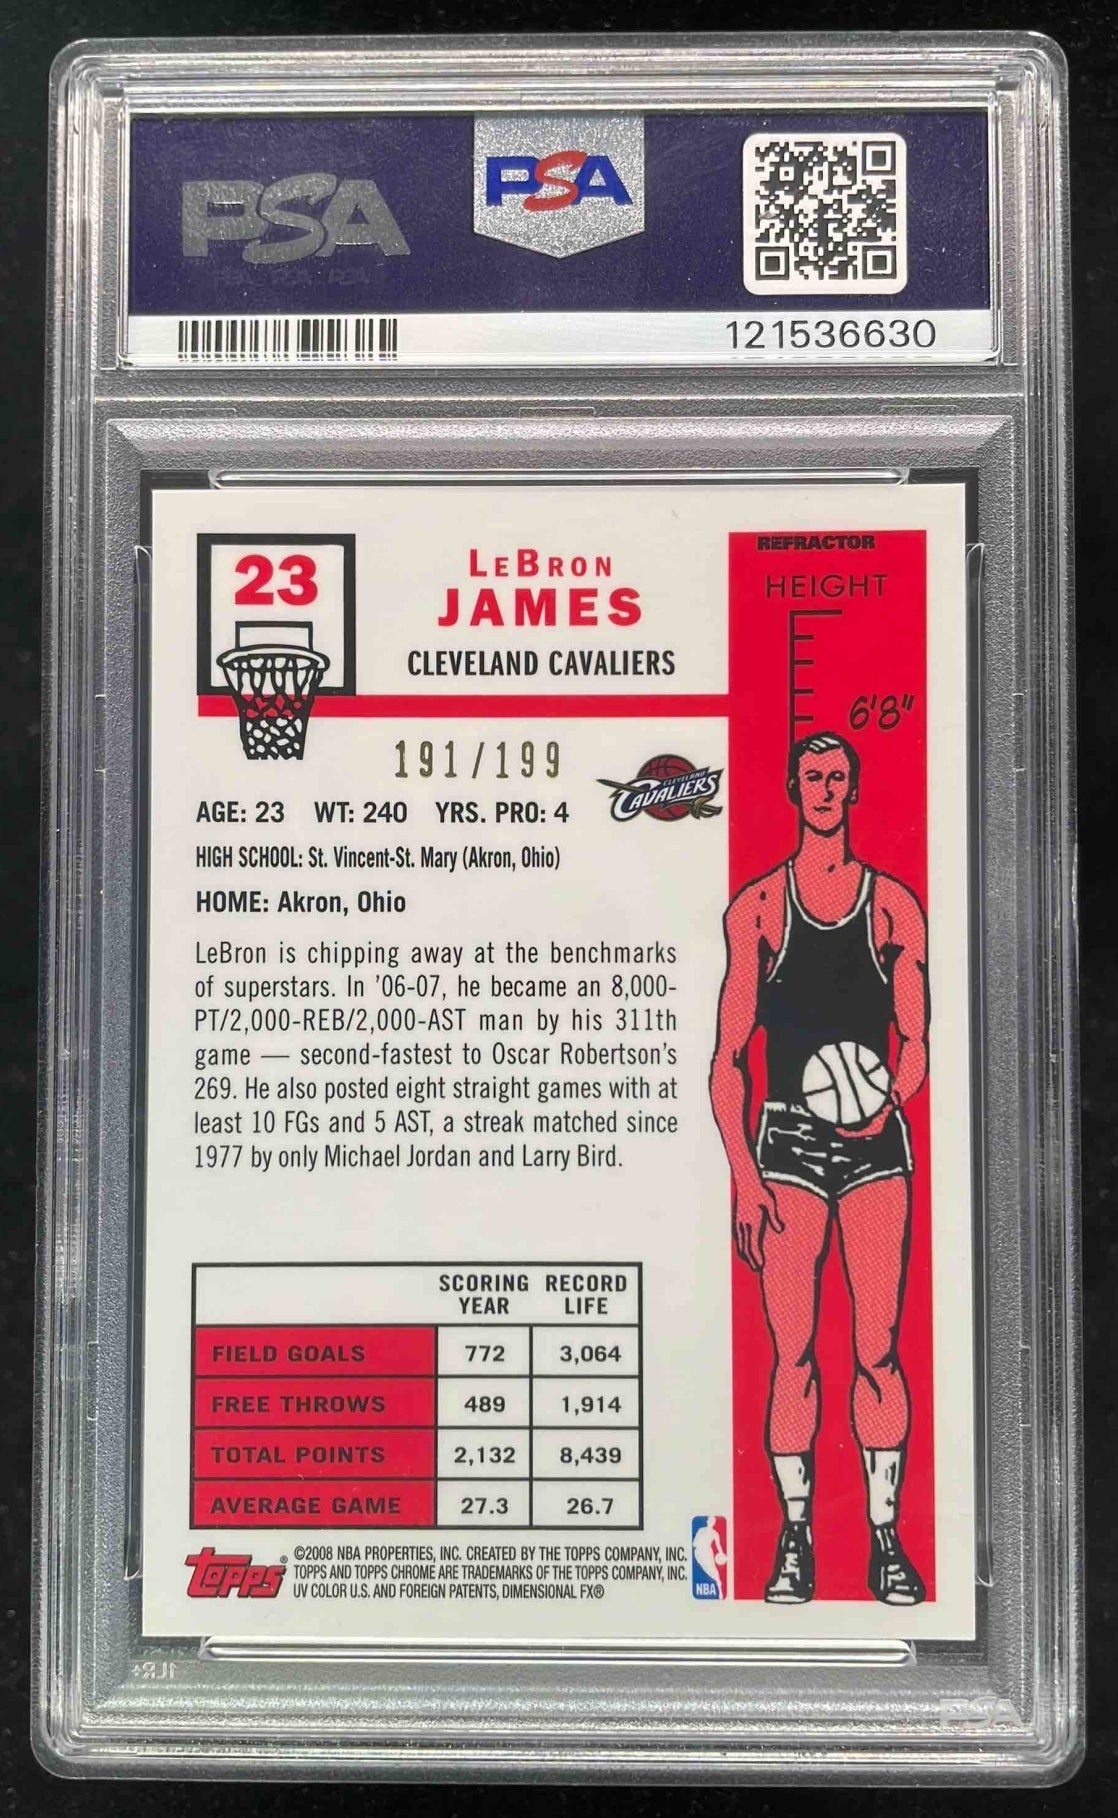 PSA
PSA
121536630
REFRACTOR
23
LEBRON
JAMES
CLEVELAND CAVALIERS
HEIGHT
6'8"
191/199
CLEVELAND
CAVALIERS
AGE: 23 WT: 240 YRS. PRO: 4
HIGH SCHOOL: St. Vincent-St. Mary (Akron, Ohio)
HOME: Akron, Ohio
LeBron is chipping away at the benchmarks
of superstars. In '06-07, he became an 8,000-
PT/2,000-REB/2,000-AST man by his 311th
game — second-fastest to Oscar Robertson's
269. He also posted eight straight games with at
least 10 FGs and 5 AST, a streak matched since
1977 by only Michael Jordan and Larry Bird.
SCORING RECORD
YEAR LIFE
FIELD GOALS 772 3,064
FREE THROWS 489 1,914
TOTAL POINTS 2,132 8,439
AVERAGE GAME 27.3 26.7
topps®
©2008 NBA PROPERTIES, INC. CREATED BY THE TOPPS COMPANY, INC.
TOPPS AND TOPPS CHROME ARE TRADEMARKS OF THE TOPPS COMPANY, INC.
UV COLOR U.S. AND FOREIGN PATENTS, DIMENSIONAL FX®
NBA
PSA